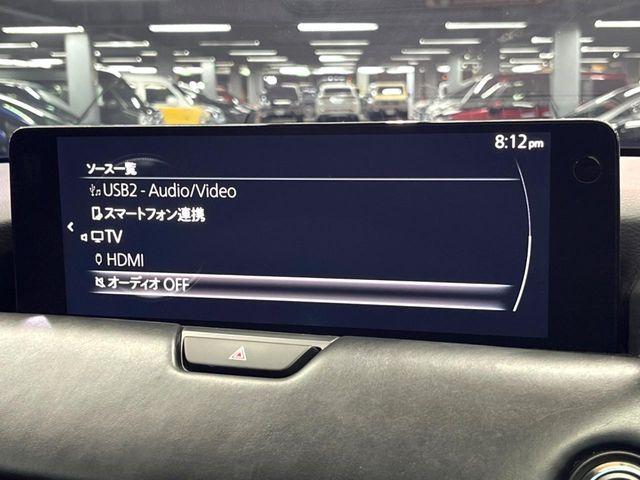 8:12pm
ソース一覧
USB2 - Audio/Video
スマートフォン連携
TV
HDMI
オーディオ OFF